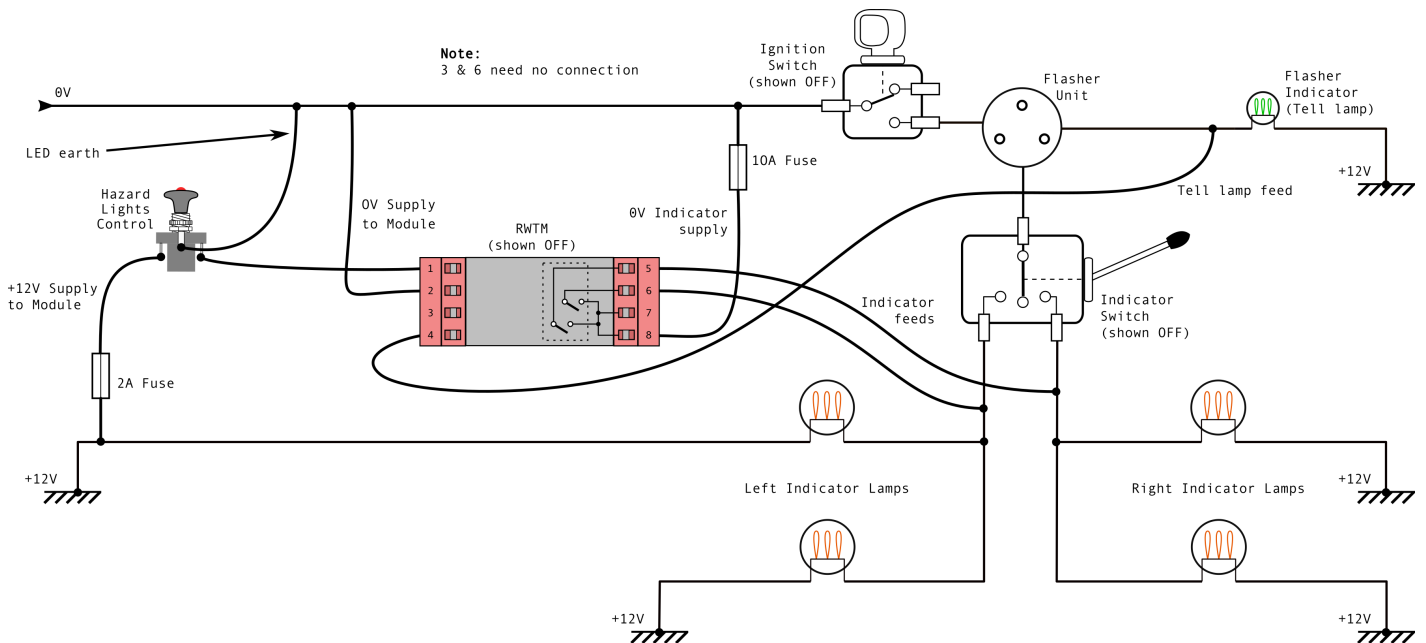 Note:
3 & 6 need no connection
Ignition
Switch
(shown OFF)
Flasher
Unit
Flasher
Indicator
(Tell lamp)
0V
LED earth
10A Fuse
+12V
Hazard
Lights
Control
0V Supply
to Module
0V Indicator
supply
Tell lamp feed
RWTM
(shown OFF)
1
2
3
4
5
6
7
8
+12V Supply
to Module
Indicator
feeds
Indicator
Switch
(shown OFF)
2A Fuse
+12V
Left Indicator Lamps
Right Indicator Lamps
+12V
+12V
+12V